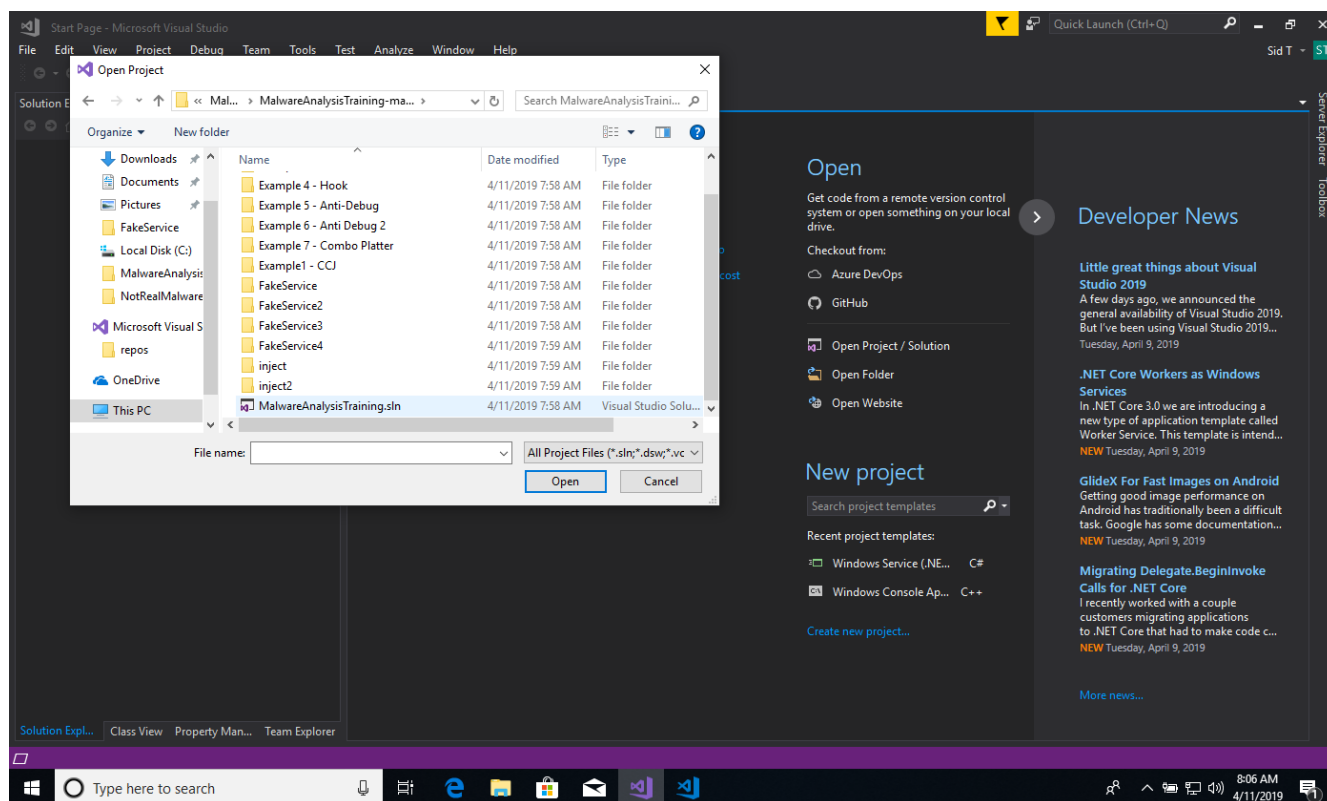 Start Page - Microsoft Visual Studio
Quick Launch (Ctrl+Q)
File Edit View Project Debug Team Tools Test Analyze Window Help
Sid T
ST
Open Project
Solution E
« Mal... › MalwareAnalysisTraining-ma... ›
Search MalwareAnalysisTraini...
Organize
New folder
Downloads
Documents
Pictures
FakeService
Local Disk (C:)
MalwareAnalysis
NotRealMalware
Microsoft Visual S
repos
OneDrive
This PC
Name Date modified Type
Example 4 - Hook 4/11/2019 7:58 AM File folder
Example 5 - Anti-Debug 4/11/2019 7:58 AM File folder
Example 6 - Anti Debug 2 4/11/2019 7:58 AM File folder
Example 7 - Combo Platter 4/11/2019 7:58 AM File folder
Example1 - CCJ 4/11/2019 7:58 AM File folder
FakeService 4/11/2019 7:58 AM File folder
FakeService2 4/11/2019 7:58 AM File folder
FakeService3 4/11/2019 7:58 AM File folder
FakeService4 4/11/2019 7:59 AM File folder
inject 4/11/2019 7:59 AM File folder
inject2 4/11/2019 7:59 AM File folder
MalwareAnalysisTraining.sln 4/11/2019 7:58 AM Visual Studio Solu...
File name:
All Project Files (*.sln;*.dsw;*.vc
Open
Cancel
cost
Open
Get code from a remote version control
system or open something on your local
drive.
Checkout from:
Azure DevOps
GitHub
Open Project / Solution
Open Folder
Open Website
New project
Search project templates
Recent project templates:
Windows Service (.NE... C#
Windows Console Ap... C++
Create new project...
Developer News
Little great things about Visual
Studio 2019
A few days ago, we announced the
general availability of Visual Studio 2019.
But I've been using Visual Studio 2019...
Tuesday, April 9, 2019
.NET Core Workers as Windows
Services
In .NET Core 3.0 we are introducing a
new type of application template called
Worker Service. This template is intend...
NEW Tuesday, April 9, 2019
GlideX For Fast Images on Android
Getting good image performance on
Android has traditionally been a difficult
task. Google has some documentation...
NEW Tuesday, April 9, 2019
Migrating Delegate.BeginInvoke
Calls for .NET Core
I recently worked with a couple
customers migrating applications
to .NET Core that had to make code c...
NEW Tuesday, April 9, 2019
More news...
Server Explorer
Toolbox
Solution Expl... Class View Property Man... Team Explorer
Type here to search
8:06 AM
4/11/2019
1